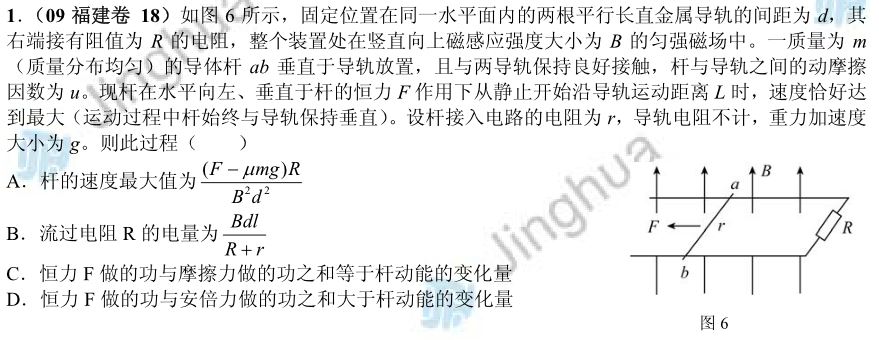 1.(09 福建卷 18)如图 6 所示，固定位置在同一水平面内的两根平行长直金属导轨的间距为 d，其
右端接有阻值为 R 的电阻，整个装置处在竖直向上磁感应强度大小为 B 的匀强磁场中。一质量为 m
（质量分布均匀）的导体杆 ab 垂直于导轨放置，且与两导轨保持良好接触，杆与导轨之间的动摩擦
因数为 u。现杆在水平向左、垂直于杆的恒力 F 作用下从静止开始沿导轨运动距离 L 时，速度恰好达
到最大（运动过程中杆始终与导轨保持垂直）。设杆接入电路的电阻为 r，导轨电阻不计，重力加速度
大小为 g。则此过程（　　）
A．杆的速度最大值为 (F − μmg)R / B²d²
B．流过电阻 R 的电量为 Bdl / R + r
C．恒力 F 做的功与摩擦力做的功之和等于杆动能的变化量
D．恒力 F 做的功与安倍力做的功之和大于杆动能的变化量
B
a
F
r
R
b
图 6
Jinghua
Jinghua